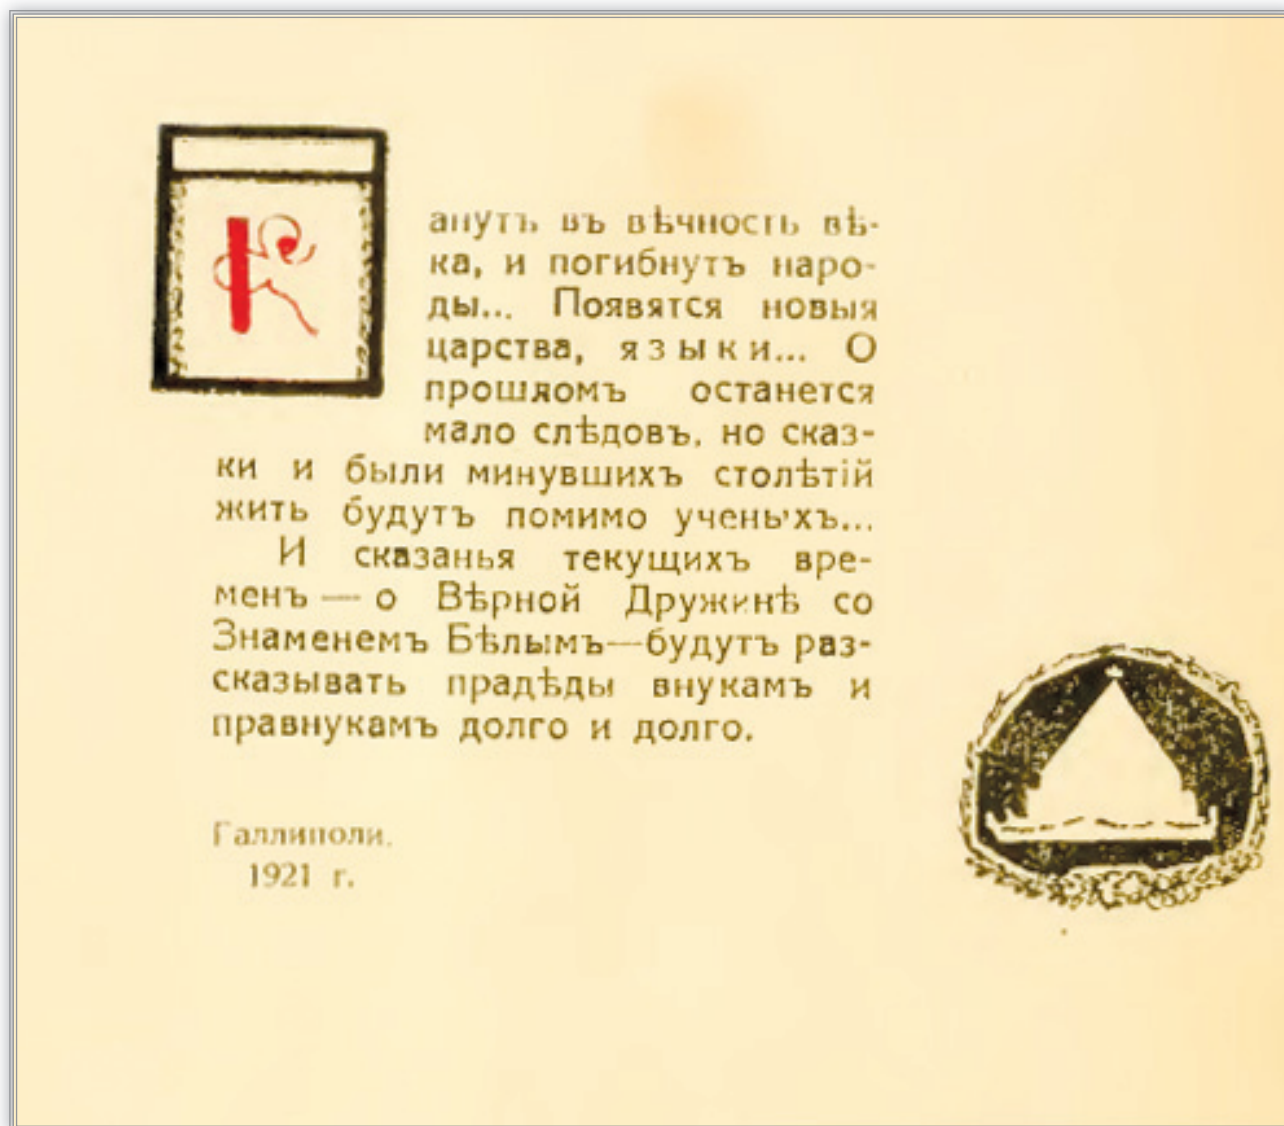 Канутъ въ вѣчность вѣ-
ка, и погибнутъ наро-
ды... Появятся новыя
царства, языки... О
прошломъ останется
мало слѣдовъ, но сказ-
ки и были минувшихъ столѣтій
жить будутъ помимо ученыхъ...
И сказанья текущихъ вре-
менъ — о Вѣрной Дружинѣ со
Знаменемъ Бѣлымъ — будутъ раз-
сказывать прадѣды внукамъ и
правнукамъ долго и долго.
Галлиполи.
1921 г.